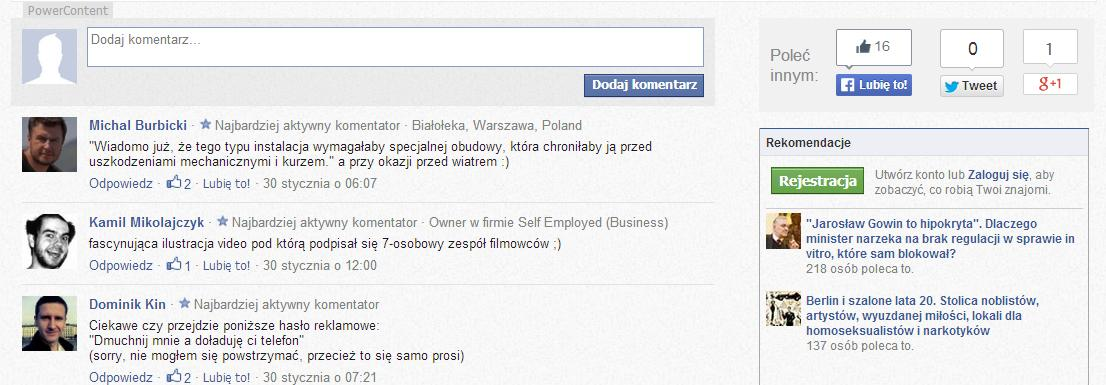 PowerContent
Dodaj komentarz...
Dodaj komentarz
Michal Burbicki · Najbardziej aktywny komentator · Białołeka, Warszawa, Poland
"Wiadomo już, że tego typu instalacja wymagałaby specjalnej obudowy, która chroniłaby ją przed
uszkodzeniami mechanicznymi i kurzem." a przy okazji przed wiatrem :)
Odpowiedz · 2 · Lubię to! · 30 stycznia o 06:07
Kamil Mikolajczyk · Najbardziej aktywny komentator · Owner w firmie Self Employed (Business)
fascynująca ilustracja video pod którą podpisał się 7-osobowy zespół filmowców ;)
Odpowiedz · 1 · Lubię to! · 30 stycznia o 12:00
Dominik Kin · Najbardziej aktywny komentator
Ciekawe czy przejdzie poniższe hasło reklamowe:
"Dmuchnij mnie a doładuję ci telefon"
(sorry, nie mogłem się powstrzymać, przecież to się samo prosi)
Odpowiedz · 2 · Lubię to! · 30 stycznia o 07:21
Poleć
innym:
16
Lubię to!
0
Tweet
1
g+1
Rekomendacje
Rejestracja
Utwórz konto lub Zaloguj się, aby
zobaczyć, co robią Twoi znajomi.
"Jarosław Gowin to hipokryta". Dlaczego
minister narzeka na brak regulacji w sprawie in
vitro, które sam blokował?
218 osób poleca to.
Berlin i szalone lata 20. Stolica noblistów,
artystów, wyuzdanej miłości, lokali dla
homoseksualistów i narkotyków
137 osób poleca to.